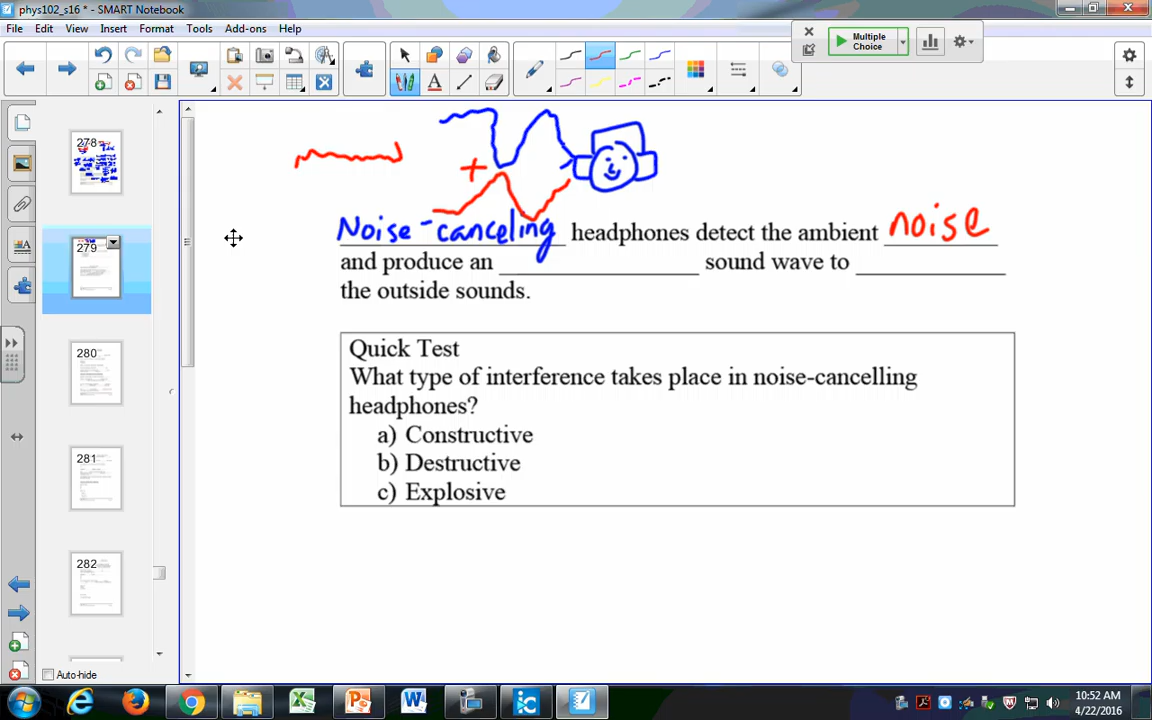 phys102_s16 * - SMART Notebook
File Edit View Insert Format Tools Add-ons Help
Multiple Choice
278
279
280
281
282
+
Noise-canceling headphones detect the ambient noise
and produce an ____________ sound wave to ____________
the outside sounds.
Quick Test
What type of interference takes place in noise-cancelling
headphones?
a) Constructive
b) Destructive
c) Explosive
Auto-hide
10:52 AM
4/22/2016